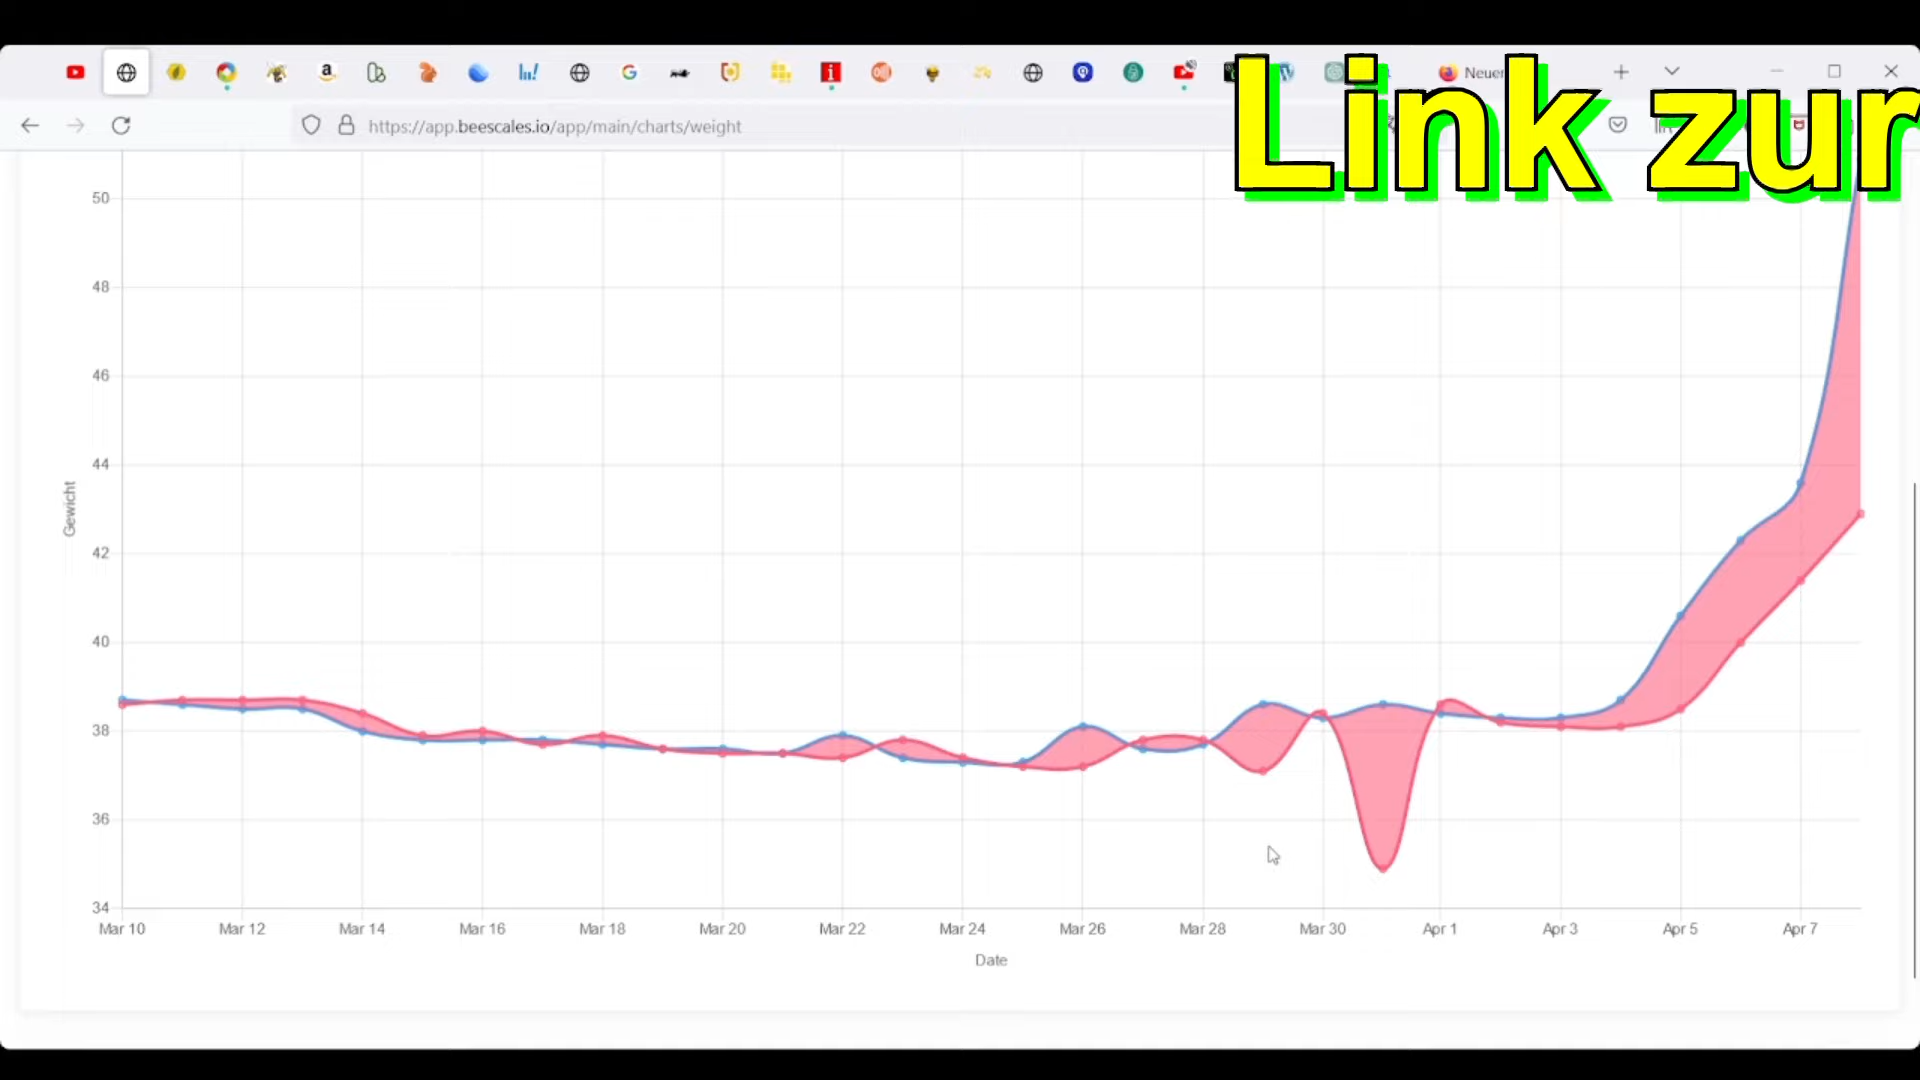 Neuer
Link zur
https://app.beescales.io/app/main/charts/weight
50
48
46
44
42
40
38
36
34
Gewicht
Mar 10 Mar 12 Mar 14 Mar 16 Mar 18 Mar 20 Mar 22 Mar 24 Mar 26 Mar 28 Mar 30 Apr 1 Apr 3 Apr 5 Apr 7
Date